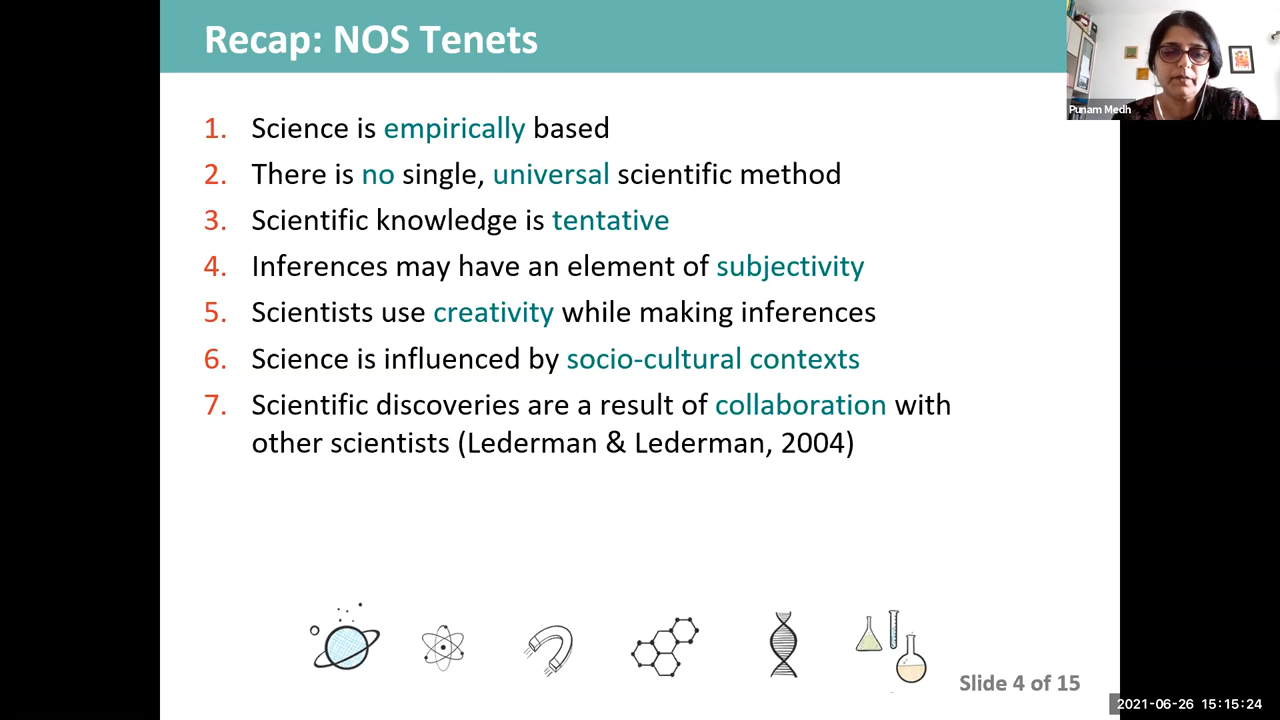 Recap: NOS Tenets
Punam Medh
1. Science is empirically based
2. There is no single, universal scientific method
3. Scientific knowledge is tentative
4. Inferences may have an element of subjectivity
5. Scientists use creativity while making inferences
6. Science is influenced by socio-cultural contexts
7. Scientific discoveries are a result of collaboration with
other scientists (Lederman & Lederman, 2004)
Slide 4 of 15
2021-06-26 15:15:24